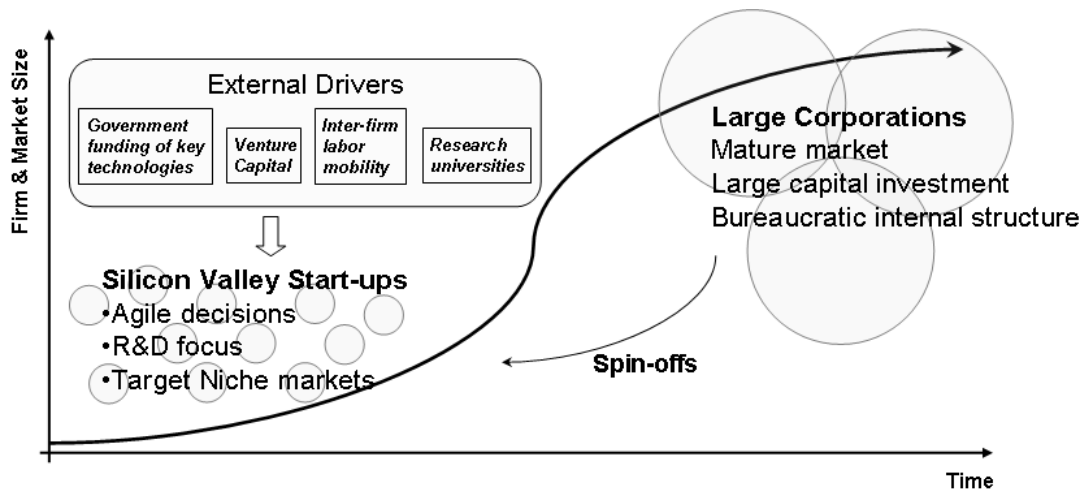 Firm & Market Size
External Drivers
Government
funding of key
technologies
Venture
Capital
Inter-firm
labor
mobility
Research
universities
Silicon Valley Start-ups
•Agile decisions
•R&D focus
•Target Niche markets
Large Corporations
Mature market
Large capital investment
Bureaucratic internal structure
Spin-offs
Time